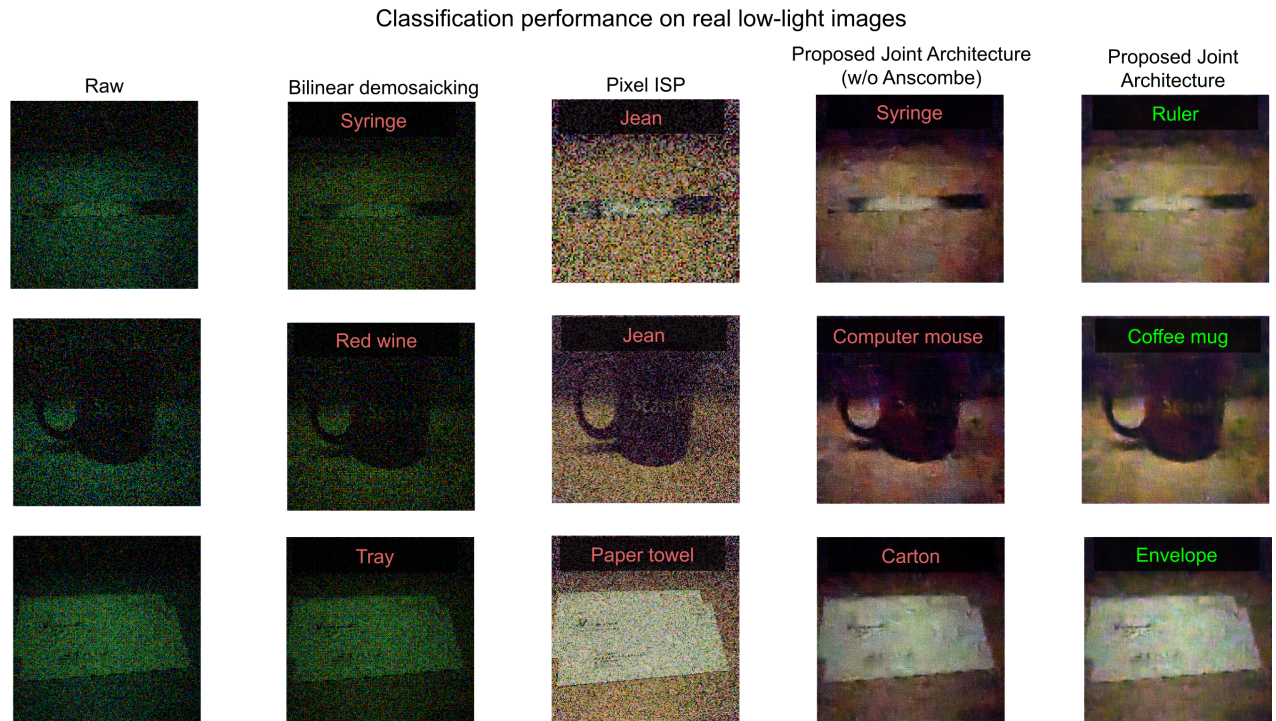 Classification performance on real low-light images
Raw
Bilinear demosaicking
Pixel ISP
Proposed Joint Architecture
(w/o Anscombe)
Proposed Joint
Architecture
Syringe
Jean
Syringe
Ruler
Red wine
Jean
Computer mouse
Coffee mug
Tray
Paper towel
Carton
Envelope